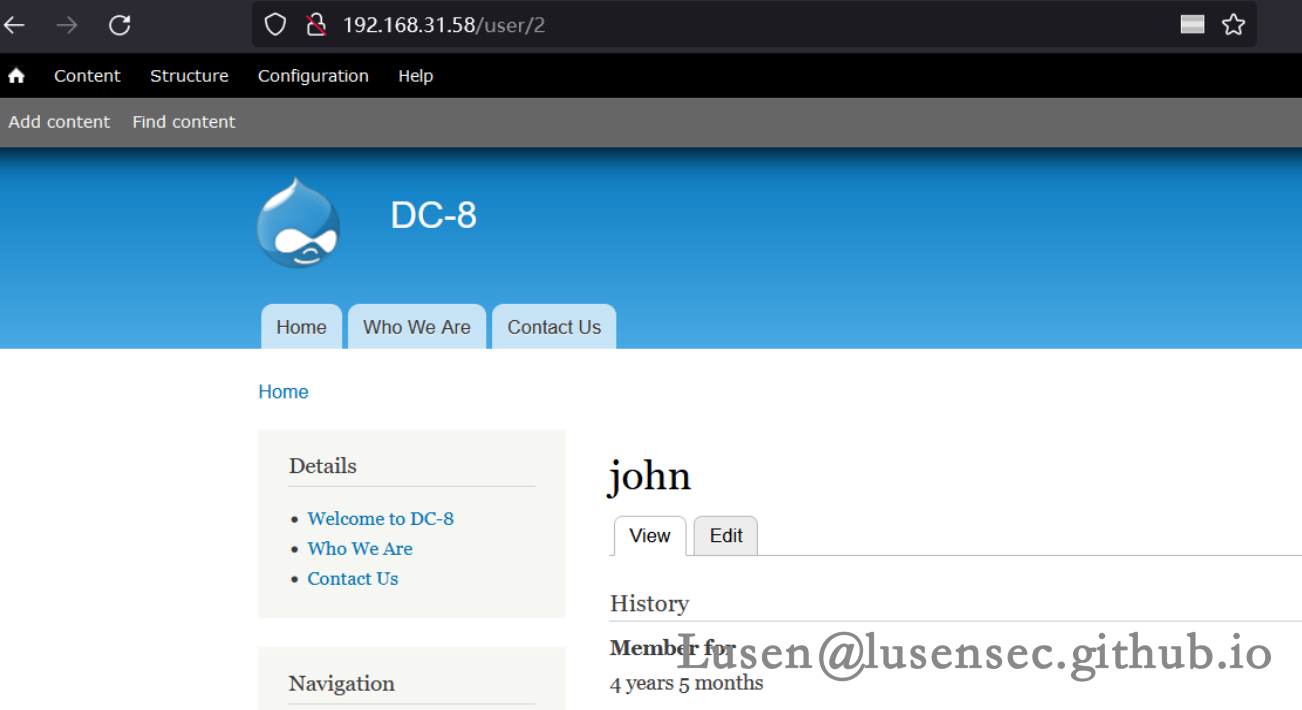 192.168.31.58/user/2
Content Structure Configuration Help
Add content Find content
DC-8
Home Who We Are Contact Us
Home
Details
Welcome to DC-8
Who We Are
Contact Us
Navigation
john
View Edit
History
Member for
Lusen@lusensec.github.io
4 years 5 months